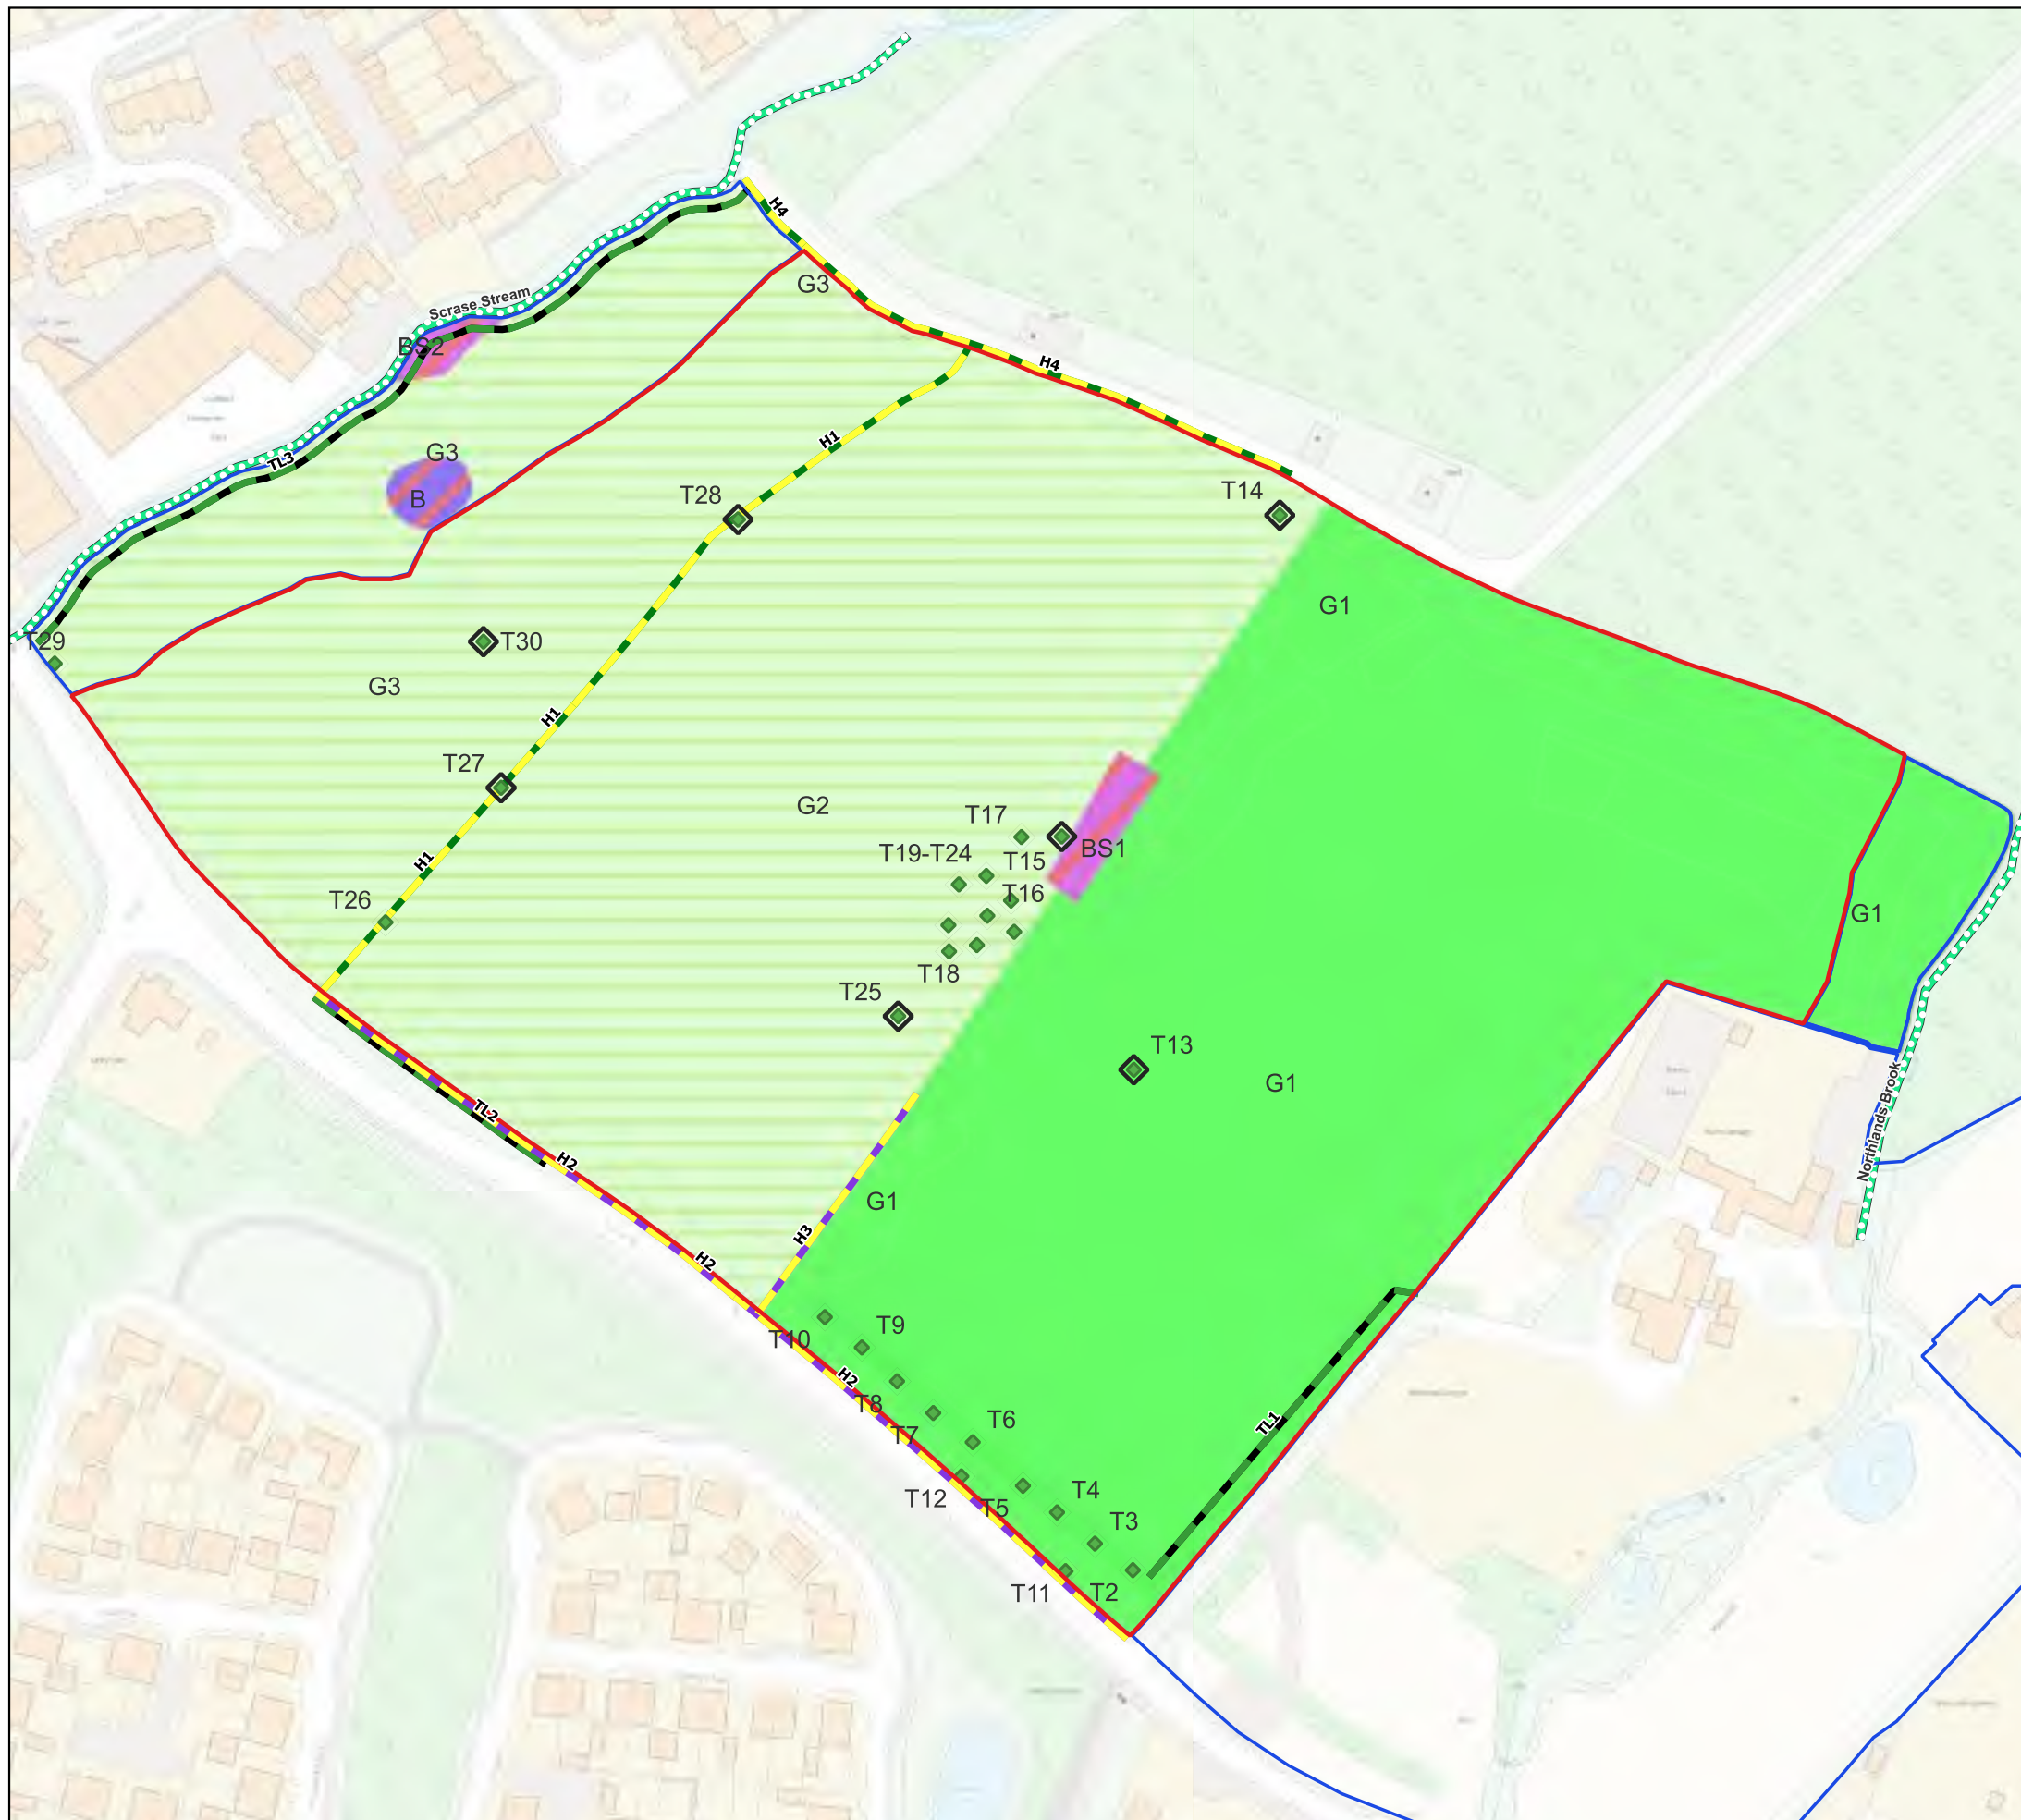 H4
G3
Scrase Stream
BS2
H4
G3
H1
TL3
B
T28
T14
G1
T29
T30
G3
H1
T27
G2
T17
BS1
T19-T24
T15
H1
T16
T26
G1
T18
T25
T13
G1
TL2
Northlands Brook
H2
G1
H3
H2
T9
T10
H2
T8
T6
T7
TL1
T4
T12
T5
T3
T11
T2